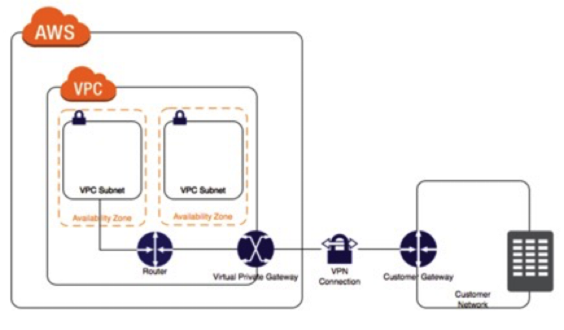 AWS
VPC
VPC Subnet
VPC Subnet
Availability Zone
Availability Zone
Router
Virtual Private Gateway
VPN
Connection
Customer Gateway
Customer
Network